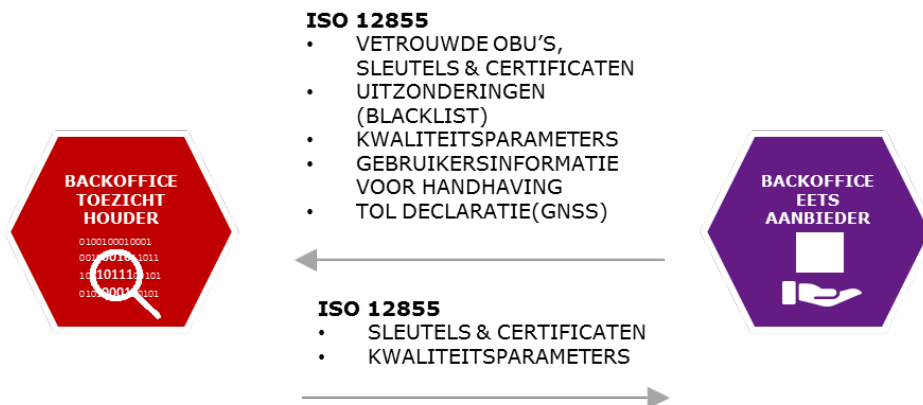 ISO 12855
• VETROUWDE OBU'S,
SLEUTELS & CERTIFICATEN
• UITZONDERINGEN
(BLACKLIST)
• KWALITEITSPARAMETERS
• GEBRUIKERSINFORMATIE
VOOR HANDHAVING
• TOL DECLARATIE(GNSS)
BACKOFFICE
TOEZICHT
HOUDER
0100100010001
BACKOFFICE
EETS
AANBIEDER
ISO 12855
• SLEUTELS & CERTIFICATEN
• KWALITEITSPARAMETERS